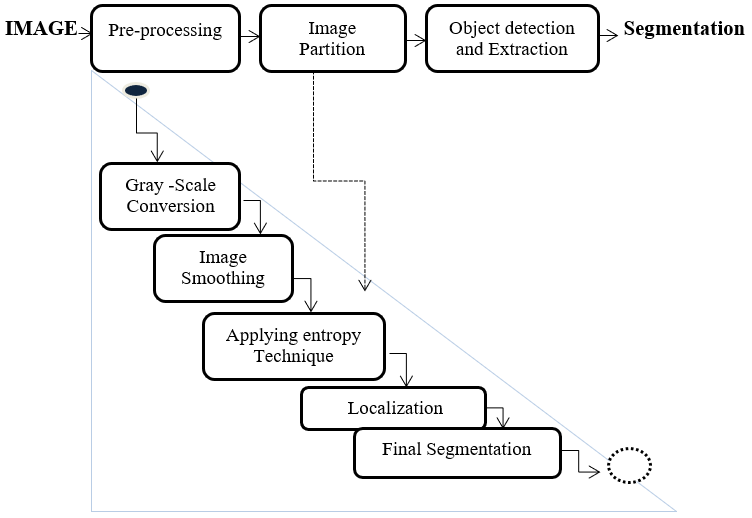 IMAGE
Pre-processing
Image
Partition
Object detection
and Extraction
Segmentation
Gray -Scale
Conversion
Image
Smoothing
Applying entropy
Technique
Localization
Final Segmentation